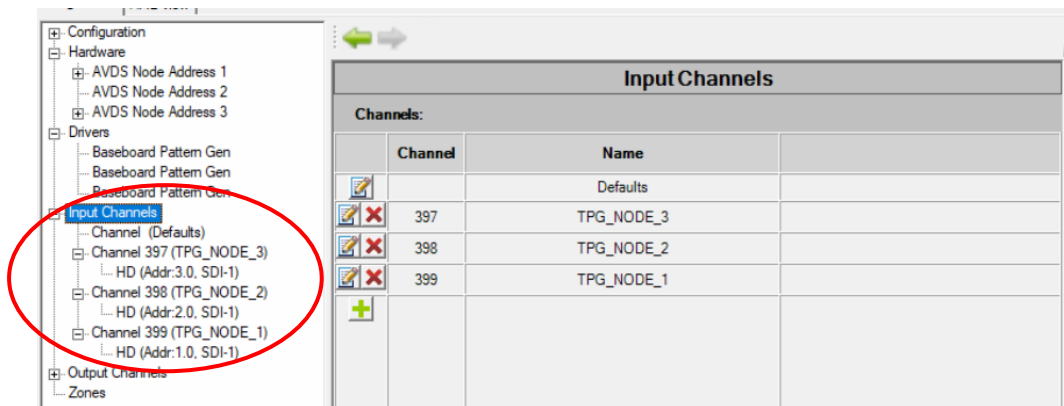 Configuration
Hardware
AVDS Node Address 1
AVDS Node Address 2
AVDS Node Address 3
Drivers
Baseboard Pattern Gen
Baseboard Pattern Gen
Baseboard Pattern Gen
Input Channels
Channel (Defaults)
Channel 397 (TPG_NODE_3)
HD (Addr:3.0, SDI-1)
Channel 398 (TPG_NODE_2)
HD (Addr:2.0, SDI-1)
Channel 399 (TPG_NODE_1)
HD (Addr:1.0, SDI-1)
Output Channels
Zones
Input Channels
Channels:
Channel Name
Defaults
397 TPG_NODE_3
398 TPG_NODE_2
399 TPG_NODE_1